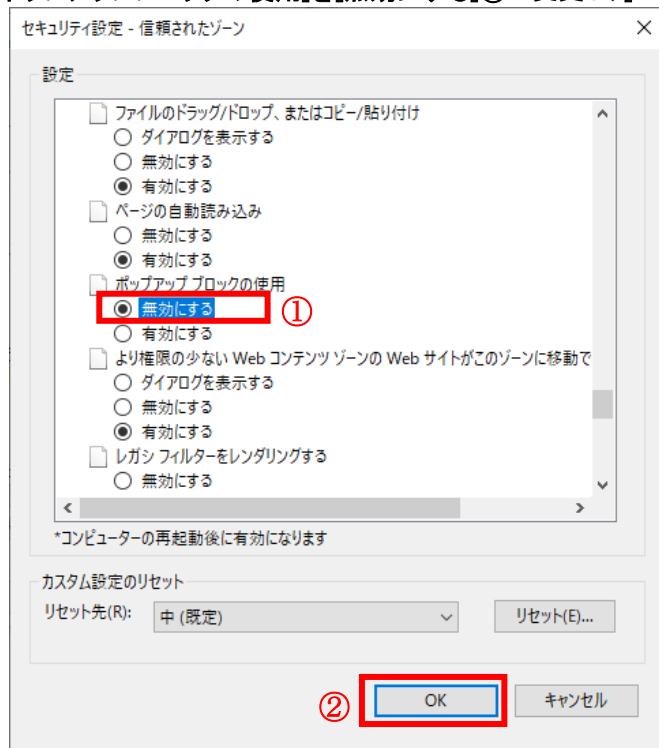 セキュリティ設定 - 信頼されたゾーン
設定
ファイルのドラッグ/ドロップ、またはコピー/貼り付け
ダイアログを表示する
無効にする
有効にする
ページの自動読み込み
無効にする
有効にする
ポップアップ ブロックの使用
無効にする ①
有効にする
より権限の少ない Web コンテンツ ゾーンの Web サイトがこのゾーンに移動で
ダイアログを表示する
無効にする
有効にする
レガシ フィルターをレンダリングする
無効にする
*コンピューターの再起動後に有効になります
カスタム設定のリセット
リセット先(R): 中 (既定) リセット(E)...
② OK キャンセル